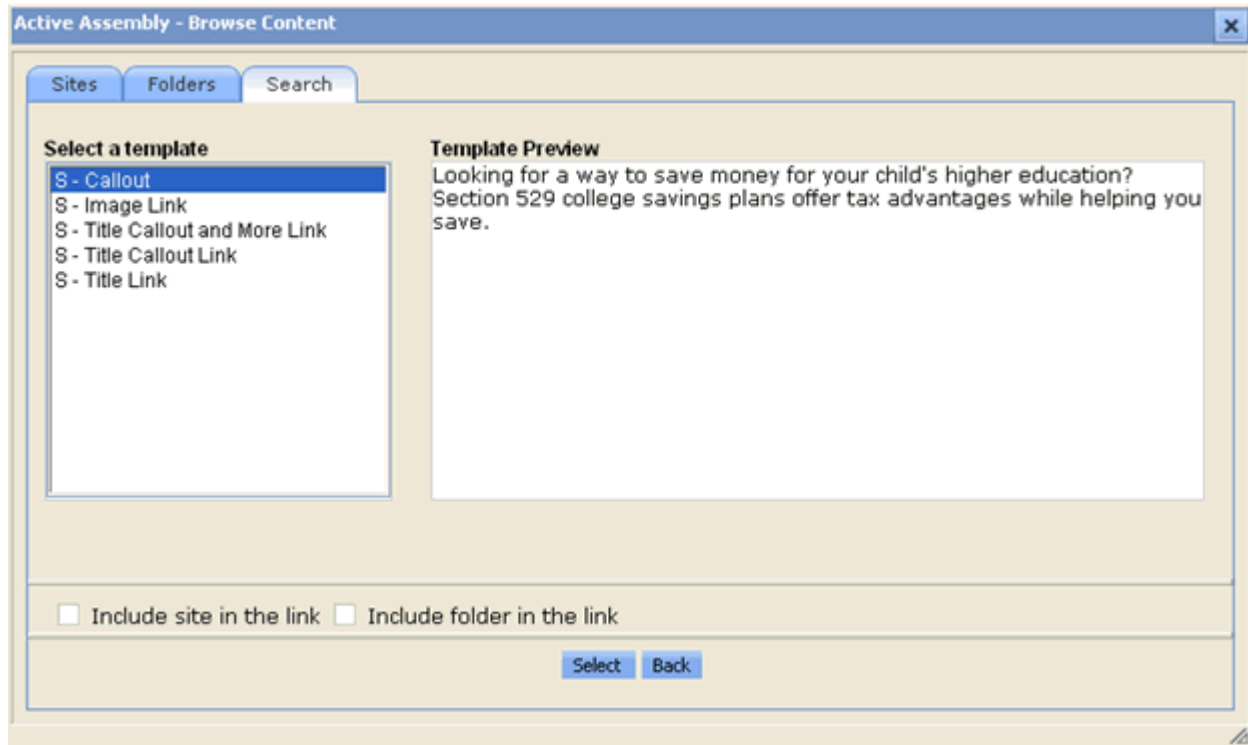 Active Assembly - Browse Content
Sites Folders Search
Select a template
S - Callout
S - Image Link
S - Title Callout and More Link
S - Title Callout Link
S - Title Link
Template Preview
Looking for a way to save money for your child's higher education?
Section 529 college savings plans offer tax advantages while helping you
save.
Include site in the link Include folder in the link
Select Back